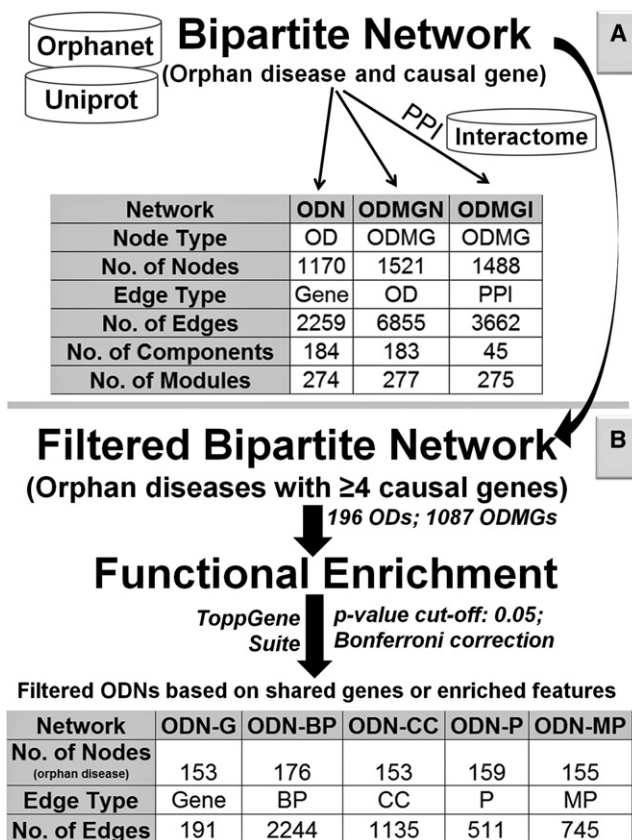 Orphanet
Uniprot
Bipartite Network
(Orphan disease and causal gene)
A
PPI
Interactome
Network ODN ODMGN ODMGI
Node Type OD ODMG ODMG
No. of Nodes 1170 1521 1488
Edge Type Gene OD PPI
No. of Edges 2259 6855 3662
No. of Components 184 183 45
No. of Modules 274 277 275
Filtered Bipartite Network
B
(Orphan diseases with ≥4 causal genes)
196 ODs; 1087 ODMGs
Functional Enrichment
ToppGene
Suite
p-value cut-off: 0.05;
Bonferroni correction
Filtered ODNs based on shared genes or enriched features
Network ODN-G ODN-BP ODN-CC ODN-P ODN-MP
No. of Nodes
(orphan disease) 153 176 153 159 155
Edge Type Gene BP CC P MP
No. of Edges 191 2244 1135 511 745